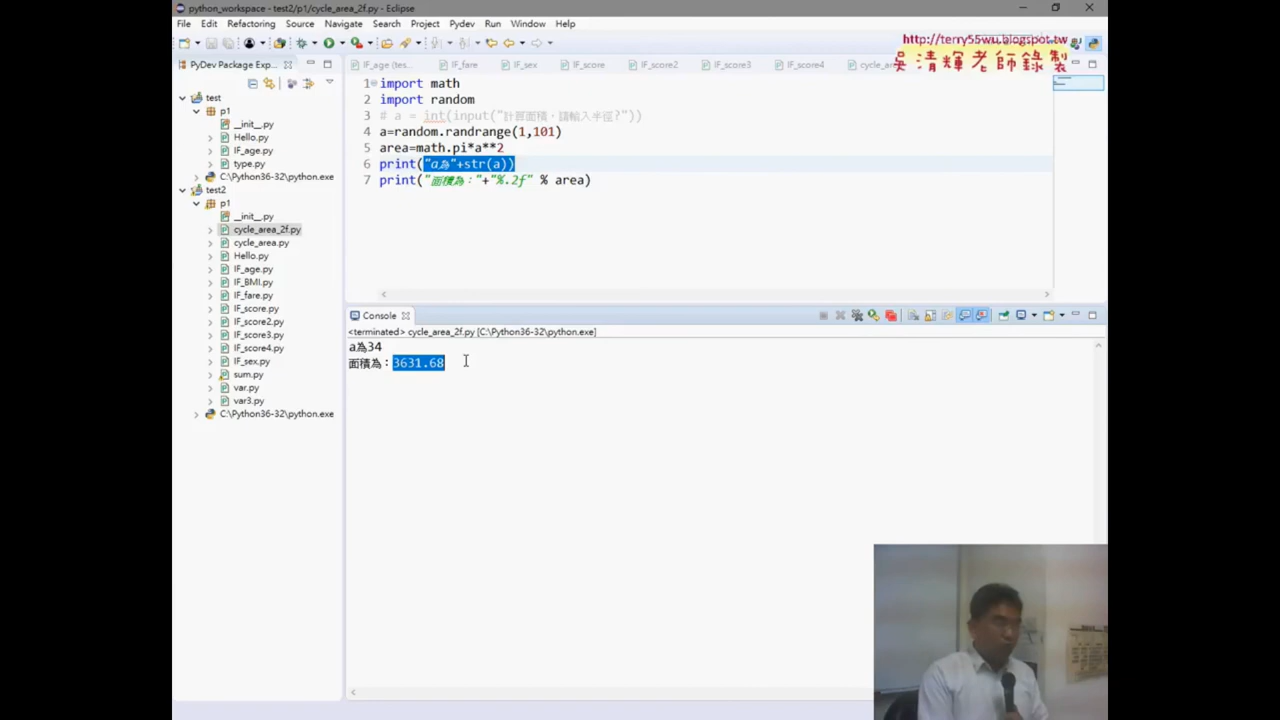 python_workspace - test2/p1/cycle_area_2f.py - Eclipse
File Edit Refactoring Source Navigate Search Project Pydev Run Window Help
http://terry55wu.blogspot.tw
吳清輝老師錄製
PyDev Package Exp...
IF_age (tes...
IF_fare
IF_sex
IF_score
IF_score2
IF_score3
IF_score4
cycle_are
test
p1
__init__.py
Hello.py
IF_age.py
type.py
C:\Python36-32\python.exe
test2
p1
__init__.py
cycle_area_2f.py
cycle_area.py
Hello.py
IF_age.py
IF_BMI.py
IF_fare.py
IF_score.py
IF_score2.py
IF_score3.py
IF_score4.py
IF_sex.py
sum.py
var.py
var3.py
C:\Python36-32\python.exe
1 import math
2 import random
3 # a = int(input("計算面積，請輸入半徑?"))
4 a=random.randrange(1,101)
5 area=math.pi*a**2
6 print("a為"+str(a))
7 print("面積為："+"%.2f" % area)
Console
<terminated> cycle_area_2f.py [C:\Python36-32\python.exe]
a為34
面積為：3631.68